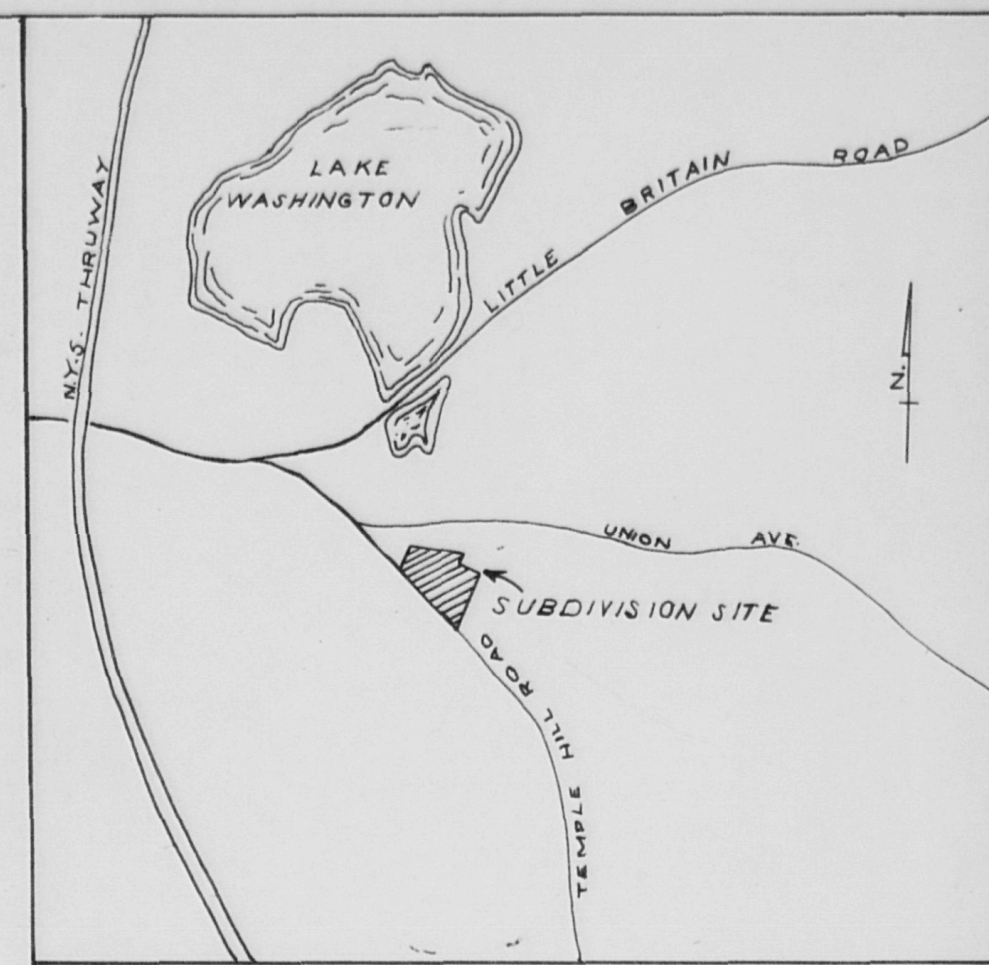 LAKE
WASHINGTON
N.Y.S. THRUWAY
LITTLE BRITAIN ROAD
N.
UNION AVE.
SUBDIVISION SITE
TEMPLE HILL ROAD